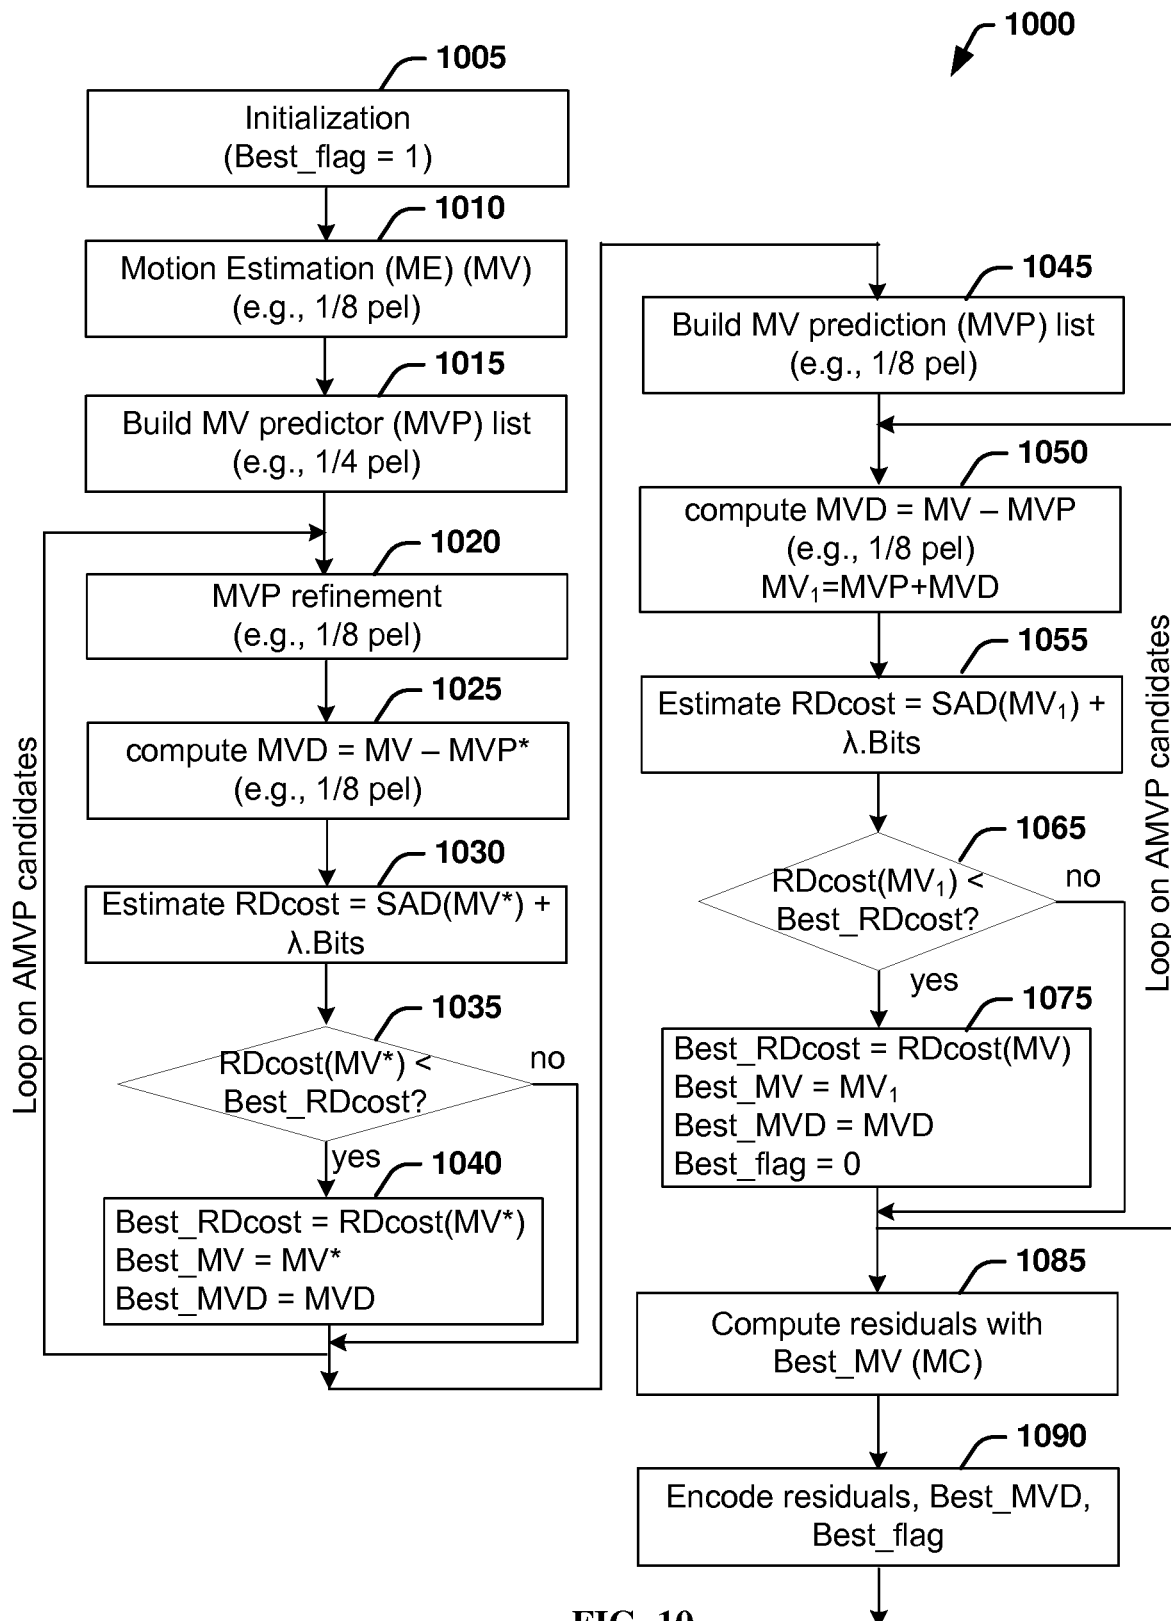 1000
1005
Initialization
(Best_flag = 1)
1010
Motion Estimation (ME) (MV)
(e.g., 1/8 pel)
1015
Build MV predictor (MVP) list
(e.g., 1/4 pel)
1020
MVP refinement
(e.g., 1/8 pel)
1025
compute MVD = MV – MVP*
(e.g., 1/8 pel)
1030
Estimate RDcost = SAD(MV*) +
λ.Bits
1035
RDcost(MV*) <
Best_RDcost?
no
yes
1040
Best_RDcost = RDcost(MV*)
Best_MV = MV*
Best_MVD = MVD
Loop on AMVP candidates
1045
Build MV prediction (MVP) list
(e.g., 1/8 pel)
1050
compute MVD = MV – MVP
(e.g., 1/8 pel)
MV₁=MVP+MVD
1055
Estimate RDcost = SAD(MV₁) +
λ.Bits
1065
RDcost(MV₁) <
Best_RDcost?
no
yes
1075
Best_RDcost = RDcost(MV)
Best_MV = MV₁
Best_MVD = MVD
Best_flag = 0
Loop on AMVP candidates
1085
Compute residuals with
Best_MV (MC)
1090
Encode residuals, Best_MVD,
Best_flag
FIG. 10